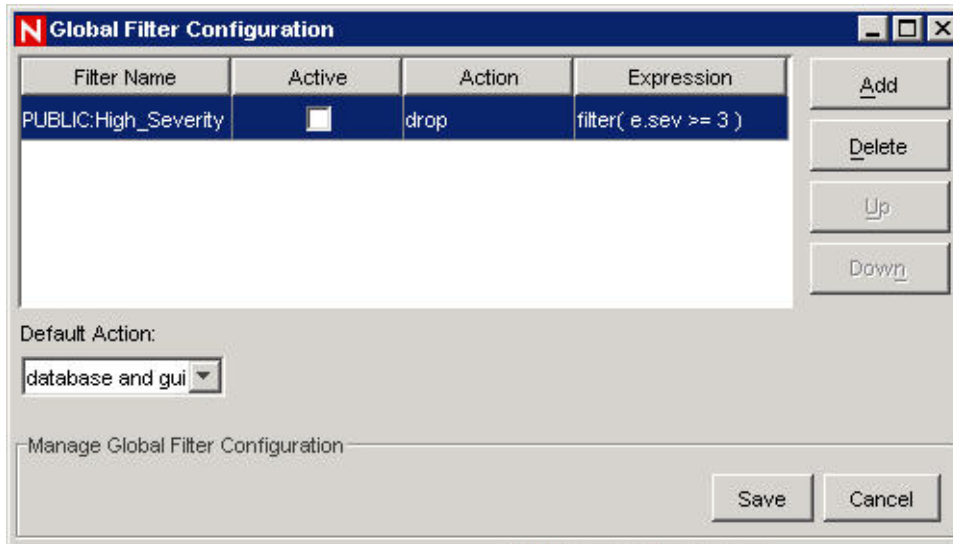 N Global Filter Configuration
Filter Name Active Action Expression
PUBLIC:High_Severity drop filter( e.sev >= 3 )
Add
Delete
Up
Down
Default Action:
database and gui
Manage Global Filter Configuration
Save Cancel